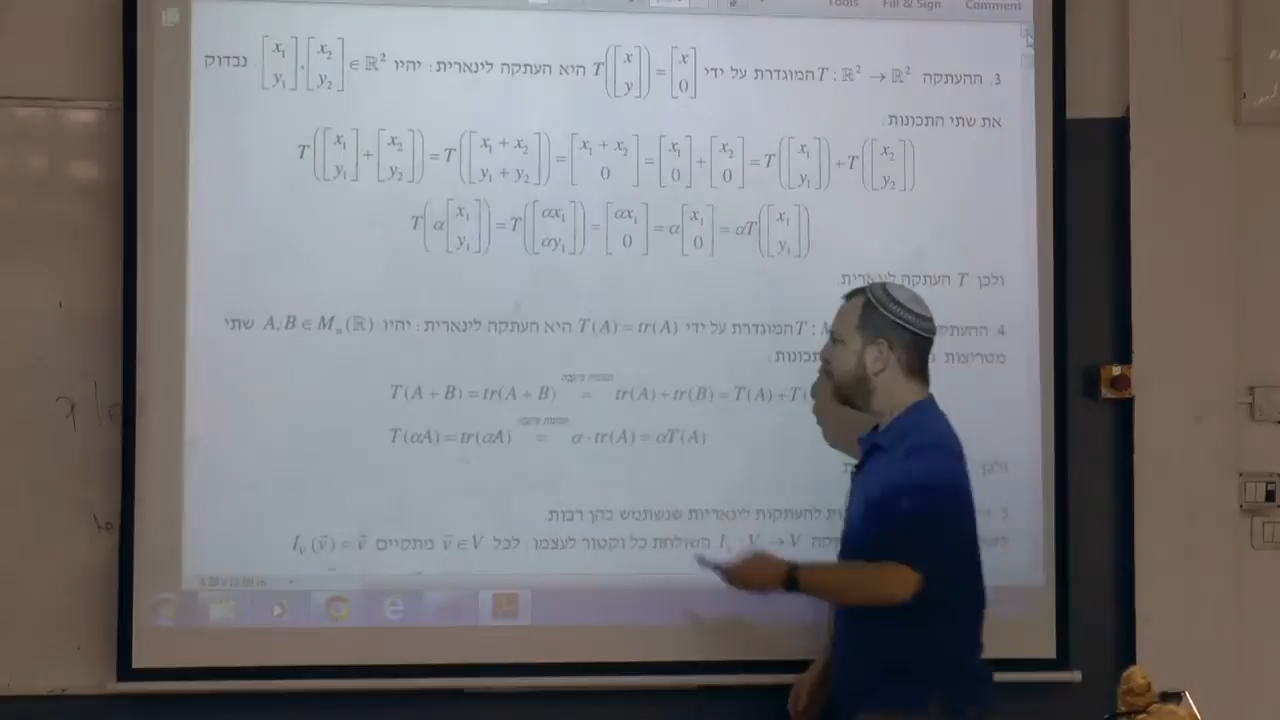 Tools Fill & Sign Comment
3. ההעתקה T : ℝ² → ℝ² המוגדרת על ידי T([x y]) = [x 0] היא העתקה לינארית: יהיו [x₁ y₁], [x₂ y₂] ∈ ℝ² נבדוק
את שתי התכונות:
T([x₁ y₁] + [x₂ y₂]) = T([x₁ + x₂ y₁ + y₂]) = [x₁ + x₂ 0] = [x₁ 0] + [x₂ 0] = T([x₁ y₁]) + T([x₂ y₂])
T(α[x₁ y₁]) = T([αx₁ αy₁]) = [αx₁ 0] = α[x₁ 0] = αT([x₁ y₁])
ולכן T העתקה לינארית.
4. ההעתקה T : M המוגדרת על ידי T(A) = tr(A) היא העתקה לינארית: יהיו A, B ∈ Mₙ(ℝ) שתי
מטריצות תכונות:
T(A + B) = tr(A + B) = tr(A) + tr(B) = T(A) + T(
T(αA) = tr(αA) = α · tr(A) = αT(A)
ולכן
5. להעתקות לינאריות שנשתמש בהן רבות.
I : V → V השולחת כל וקטור לעצמו: לכל v̄ ∈ V מתקיים I_V(v̄) = v̄